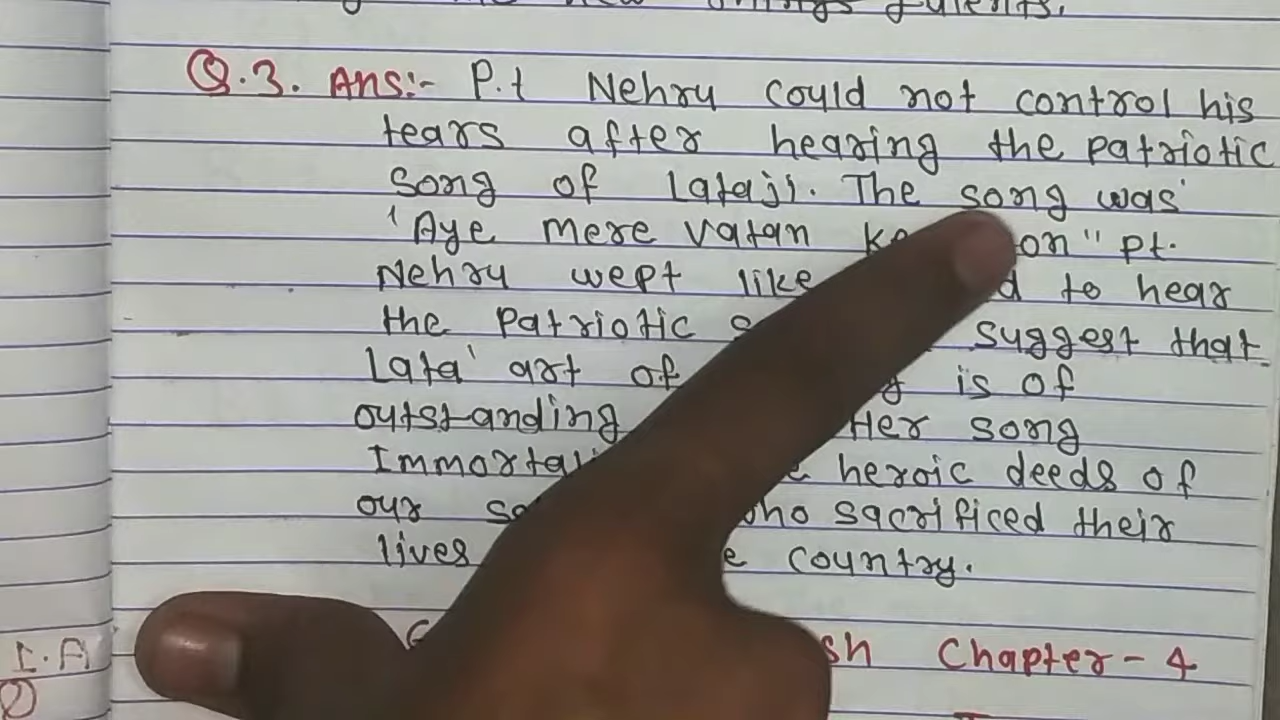 Q.3. Ans:- P.t Nehru could not control his
tears after hearing the patriotic
song of Lataji. The song was
'Aye mere vatan on" pt.
Nehru wept like to hear
the patriotic suggest that
Lata' art of is of
outstanding Her song
Immortal heroic deeds of
our who sacrificed their
lives country.
Chapter-4
I.A